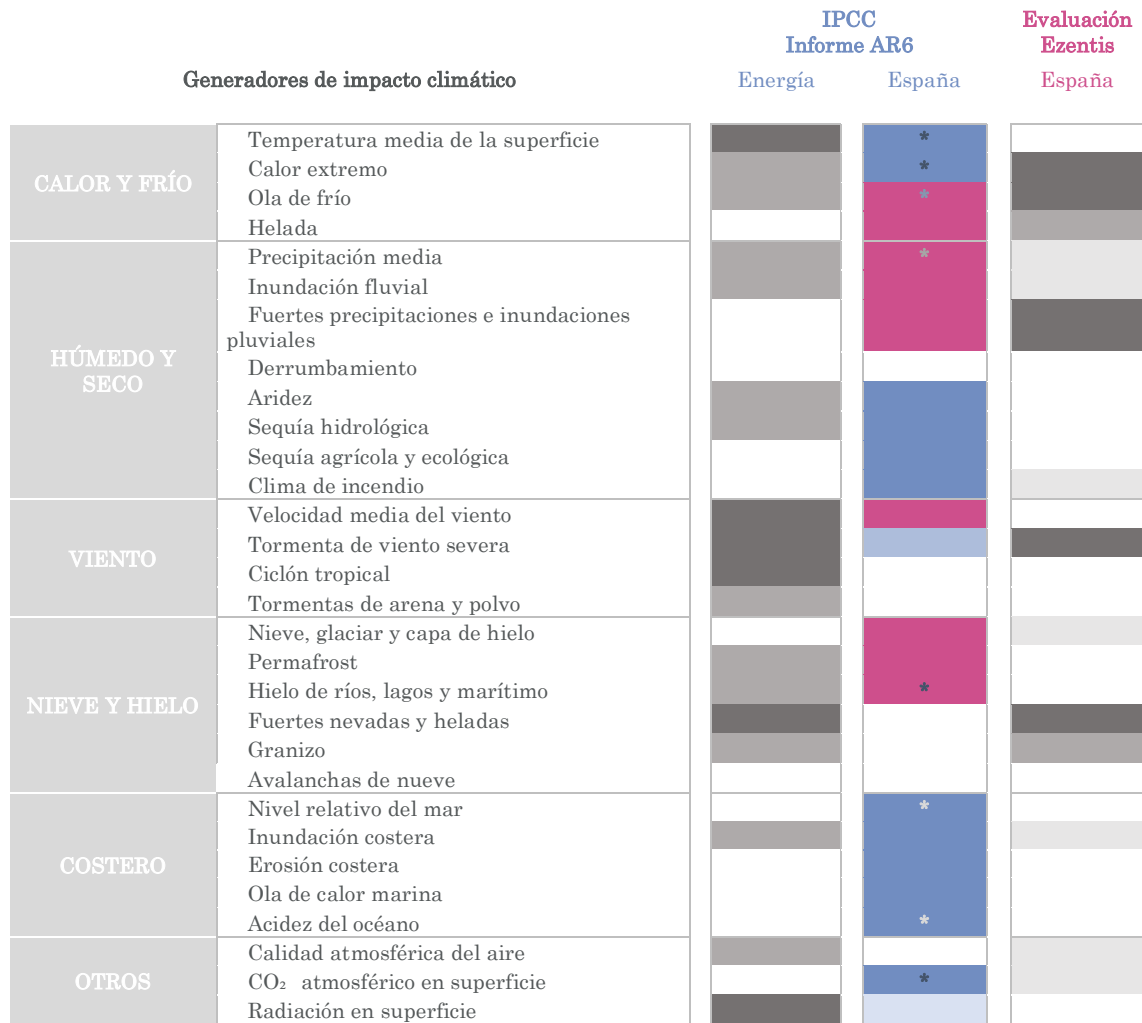 IPCC
Informe AR6
Evaluación
Ezentis
Generadores de impacto climático
Energía
España
España
CALOR Y FRÍO
Temperatura media de la superficie
*
Calor extremo
*
Ola de frío
*
Helada
HÚMEDO Y
SECO
Precipitación media
*
Inundación fluvial
Fuertes precipitaciones e inundaciones
pluviales
Derrumbamiento
Aridez
Sequía hidrológica
Sequía agrícola y ecológica
Clima de incendio
VIENTO
Velocidad media del viento
Tormenta de viento severa
Ciclón tropical
Tormentas de arena y polvo
NIEVE Y HIELO
Nieve, glaciar y capa de hielo
Permafrost
Hielo de ríos, lagos y marítimo
*
Fuertes nevadas y heladas
Granizo
Avalanchas de nueve
COSTERO
Nivel relativo del mar
*
Inundación costera
Erosión costera
Ola de calor marina
Acidez del océano
*
OTROS
Calidad atmosférica del aire
CO₂ atmosférico en superficie
*
Radiación en superficie